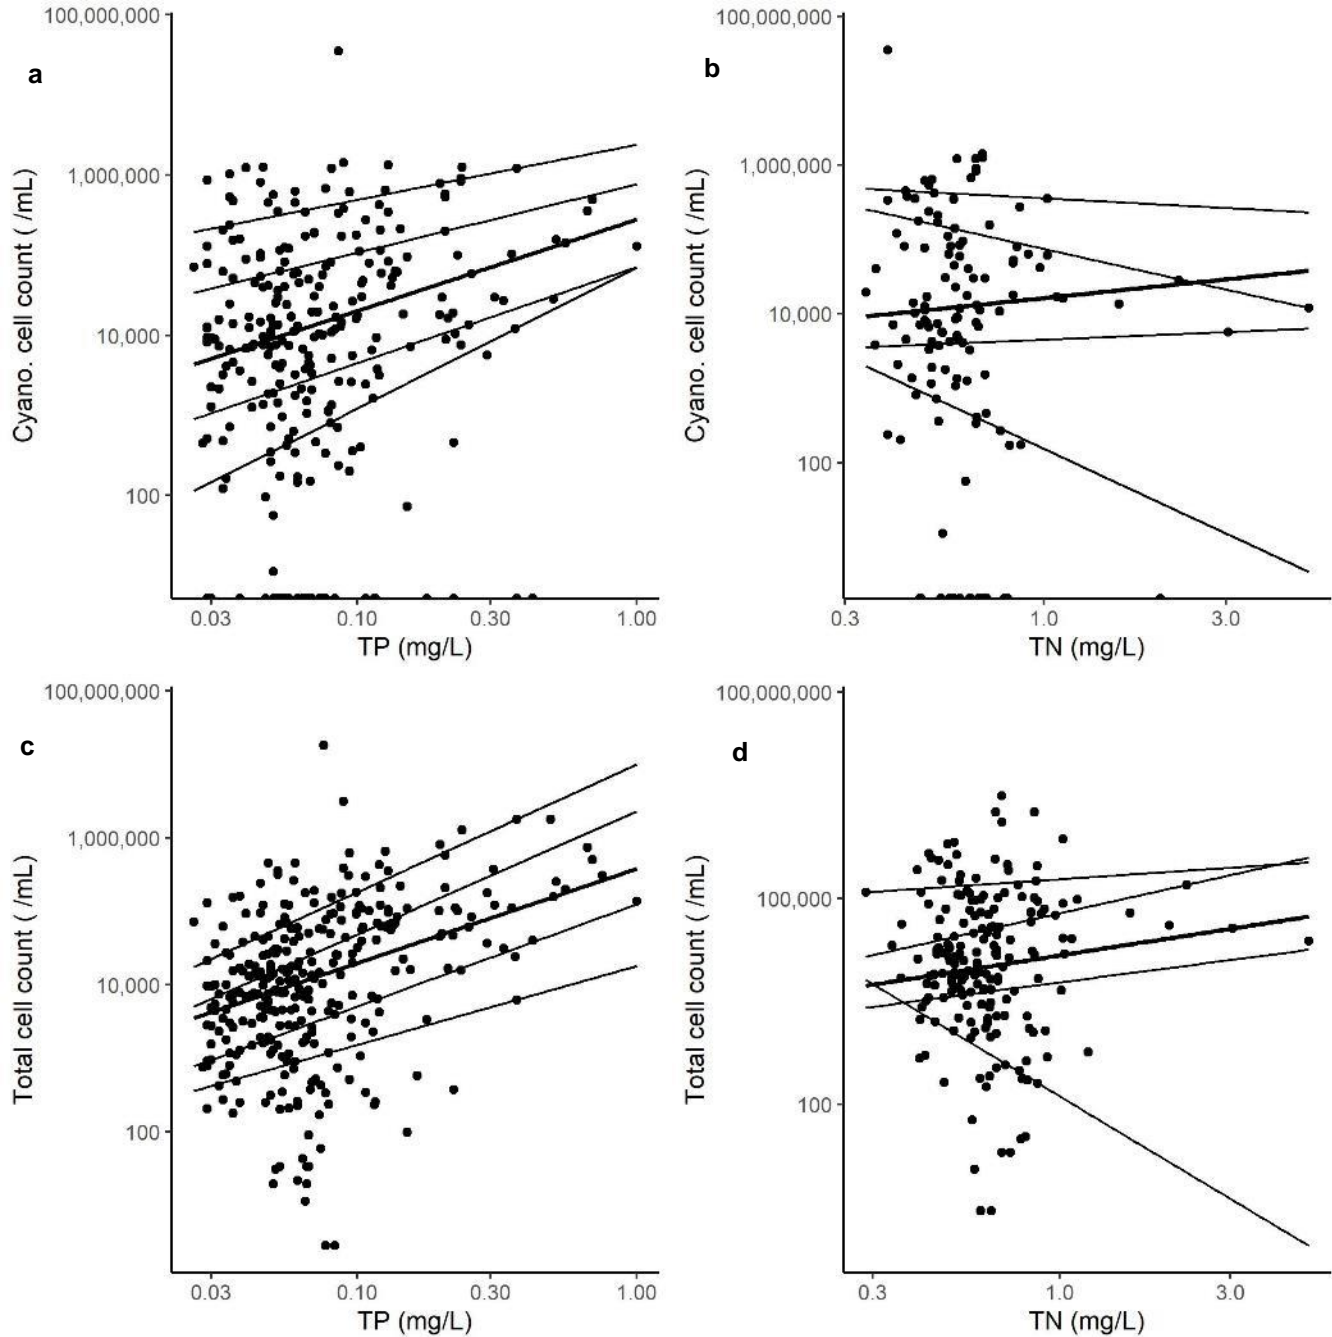 a
100,000,000
1,000,000
10,000
100
Cyano. cell count ( /mL)
0.03 0.10 0.30 1.00
TP (mg/L)
b
100,000,000
1,000,000
10,000
100
Cyano. cell count ( /mL)
0.3 1.0 3.0
TN (mg/L)
c
100,000,000
1,000,000
10,000
100
Total cell count ( /mL)
0.03 0.10 0.30 1.00
TP (mg/L)
d
100,000,000
100,000
100
Total cell count ( /mL)
0.3 1.0 3.0
TN (mg/L)